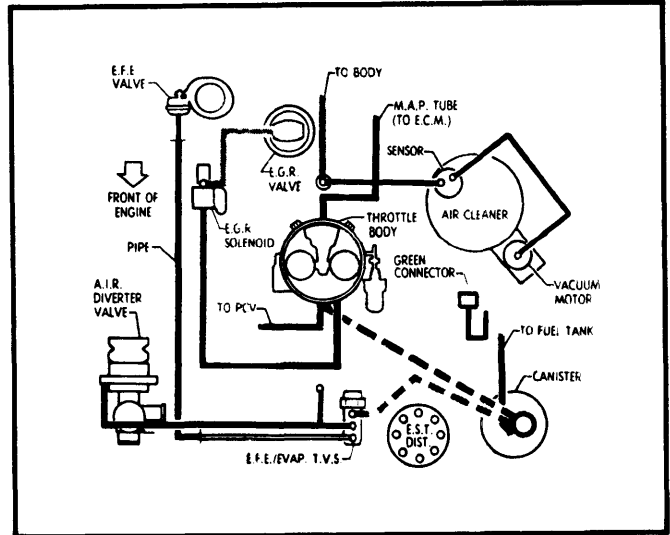 E.F.E
VALVE
TO BODY
M.A.P. TUBE
(TO E.C.M.)
SENSOR
E.G.R.
VALVE
FRONT OF
ENGINE
E.G.R
SOLENOID
THROTTLE
BODY
AIR CLEANER
PIPE
GREEN
CONNECTOR
A.I.R.
DIVERTER
VALVE
TO PCV
VACUUM
MOTOR
TO FUEL TANK
CANISTER
E.S.T.
DIST.
E.F.E./EVAP. T.V.S.